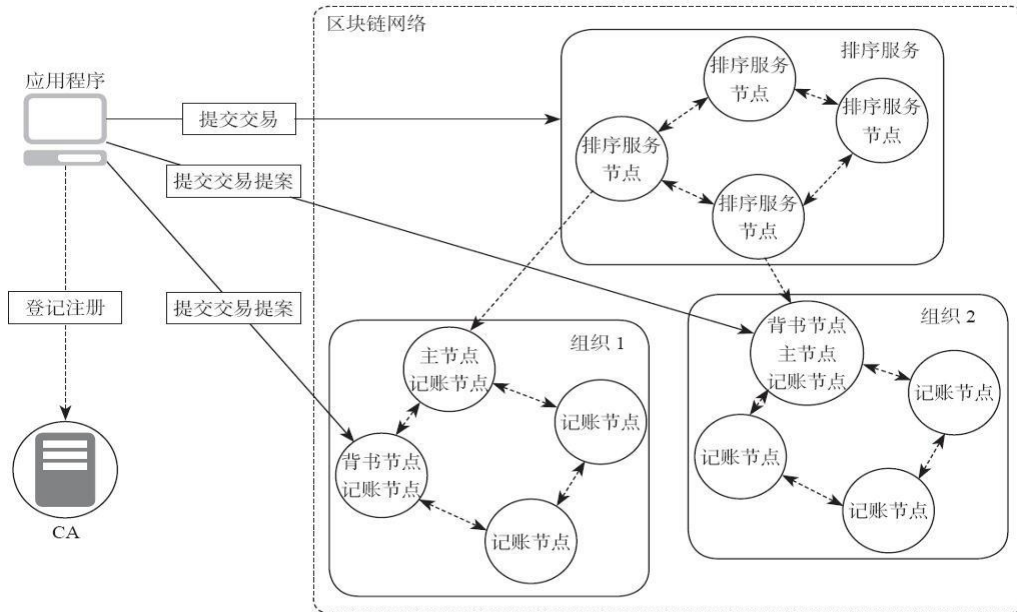 区块链网络
应用程序
提交交易
提交交易提案
提交交易提案
登记注册
CA
排序服务
排序服务
节点
排序服务
节点
排序服务
节点
排序服务
节点
组织 1
主节点
记账节点
记账节点
背书节点
记账节点
记账节点
组织 2
背书节点
主节点
记账节点
记账节点
记账节点
记账节点